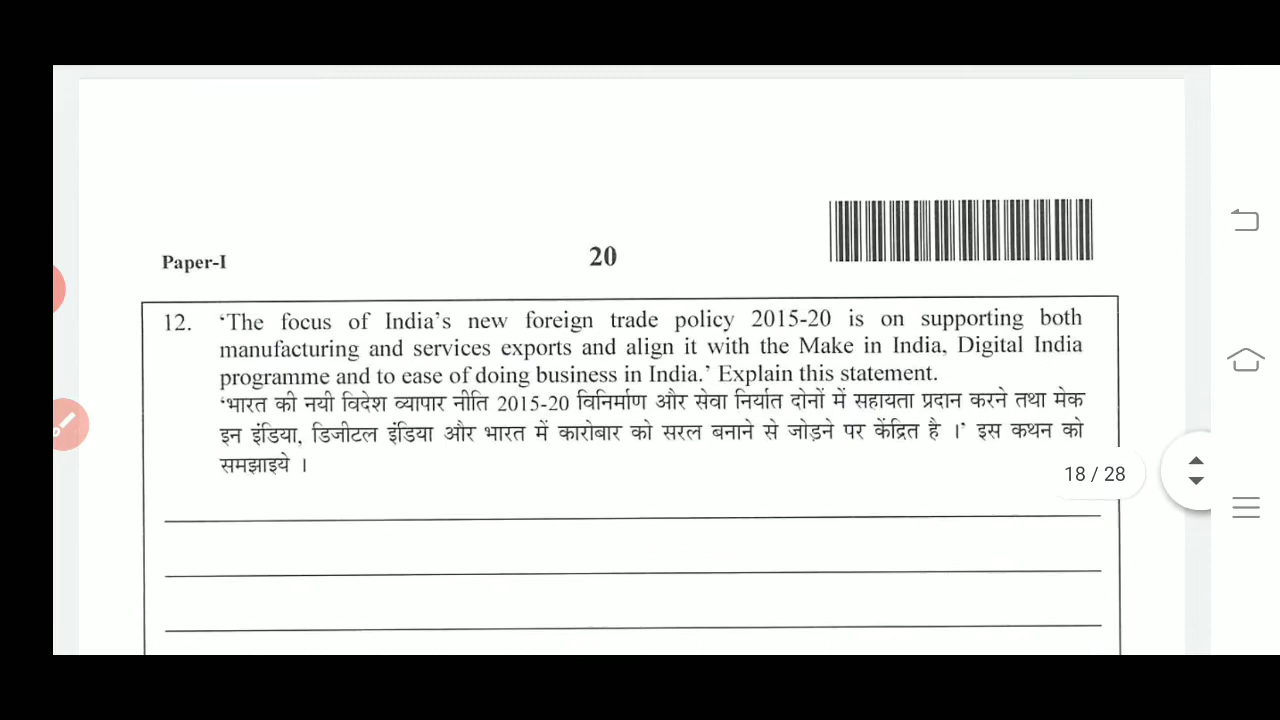 Paper-I
20
12. ‘The focus of India’s new foreign trade policy 2015-20 is on supporting both
manufacturing and services exports and align it with the Make in India, Digital India
programme and to ease of doing business in India.’ Explain this statement.
‘भारत की नयी विदेश व्यापार नीति 2015-20 विनिर्माण और सेवा निर्यात दोनों में सहायता प्रदान करने तथा मेक
इन इंडिया, डिजीटल इंडिया और भारत में कारोबार को सरल बनाने से जोड़ने पर केंद्रित है ।’ इस कथन को
समझाइये ।
18 / 28